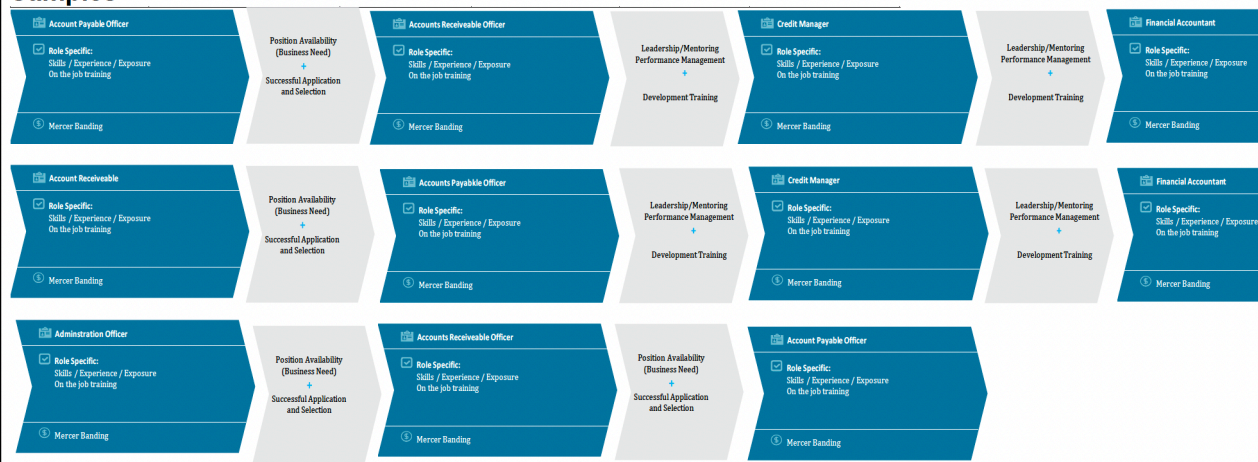 Account Payable Officer
Role Specific:
Skills / Experience / Exposure
On the job training
Mercer Banding
Position Availability
(Business Need)
+
Successful Application
and Selection
Accounts Receivable Officer
Role Specific:
Skills / Experience / Exposure
On the job training
Mercer Banding
Leadership/Mentoring
Performance Management
+
Development Training
Credit Manager
Role Specific:
Skills / Experience / Exposure
On the job training
Mercer Banding
Leadership/Mentoring
Performance Management
+
Development Training
Financial Accountant
Role Specific:
Skills / Experience / Exposure
On the job training
Mercer Banding
Account Receivable
Role Specific:
Skills / Experience / Exposure
On the job training
Mercer Banding
Position Availability
(Business Need)
+
Successful Application
and Selection
Accounts Payabkle Officer
Role Specific:
Skills / Experience / Exposure
On the job training
Mercer Banding
Leadership/Mentoring
Performance Management
+
Development Training
Credit Manager
Role Specific:
Skills / Experience / Exposure
On the job training
Mercer Banding
Leadership/Mentoring
Performance Management
+
Development Training
Financial Accountant
Role Specific:
Skills / Experience / Exposure
On the job training
Mercer Banding
Adminstration Officer
Role Specific:
Skills / Experience / Exposure
On the job training
Mercer Banding
Position Availability
(Business Need)
+
Successful Application
and Selection
Accounts Receivable Officer
Role Specific:
Skills / Experience / Exposure
On the job training
Mercer Banding
Position Availability
(Business Need)
+
Successful Application
and Selection
Account Payable Officer
Role Specific:
Skills / Experience / Exposure
On the job training
Mercer Banding